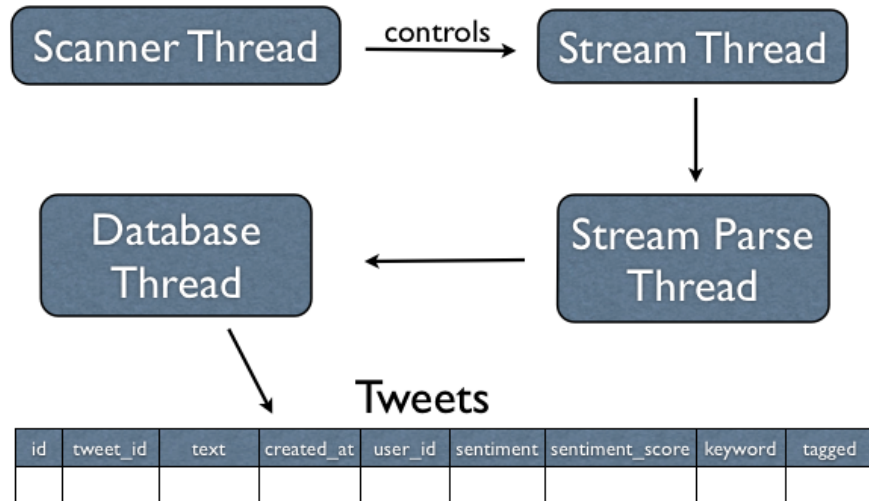 Scanner Thread
controls
Stream Thread
Database
Thread
Stream Parse
Thread
Tweets
id tweet_id text created_at user_id sentiment sentiment_score keyword tagged